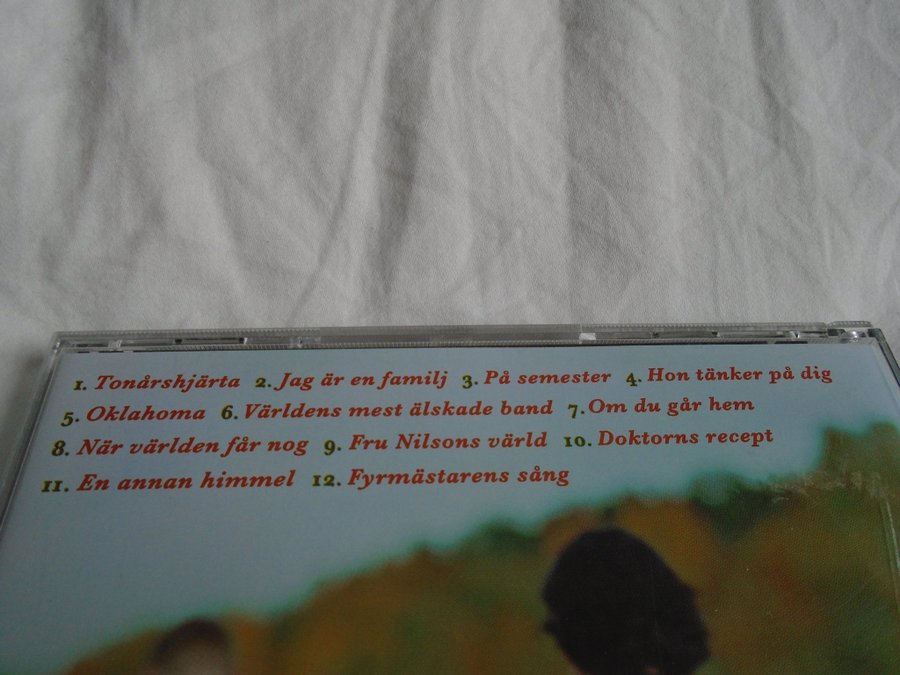 1. Tonårshjärta 2. Jag är en familj 3. På semester 4. Hon tänker på dig
5. Oklahoma 6. Världens mest älskade band 7. Om du går hem
8. När världen får nog 9. Fru Nilsons värld 10. Doktorns recept
11. En annan himmel 12. Fyrmästarens sång